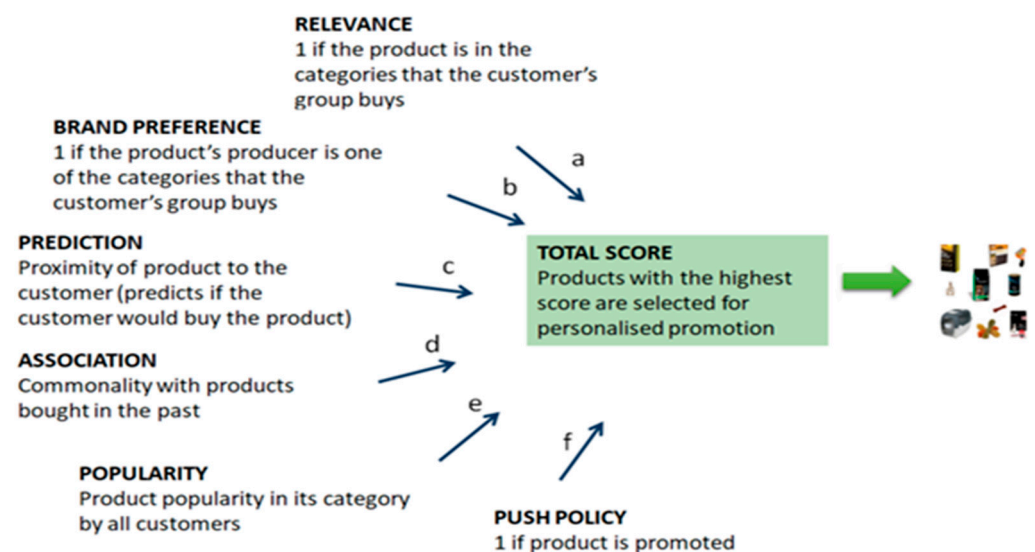 RELEVANCE
1 if the product is in the
categories that the customer's
group buys
BRAND PREFERENCE
1 if the product's producer is one
of the categories that the
customer's group buys
PREDICTION
Proximity of product to the
customer (predicts if the
customer would buy the product)
ASSOCIATION
Commonality with products
bought in the past
POPULARITY
Product popularity in its category
by all customers
PUSH POLICY
1 if product is promoted
a
b
c
d
e
f
TOTAL SCORE
Products with the highest
score are selected for
personalised promotion